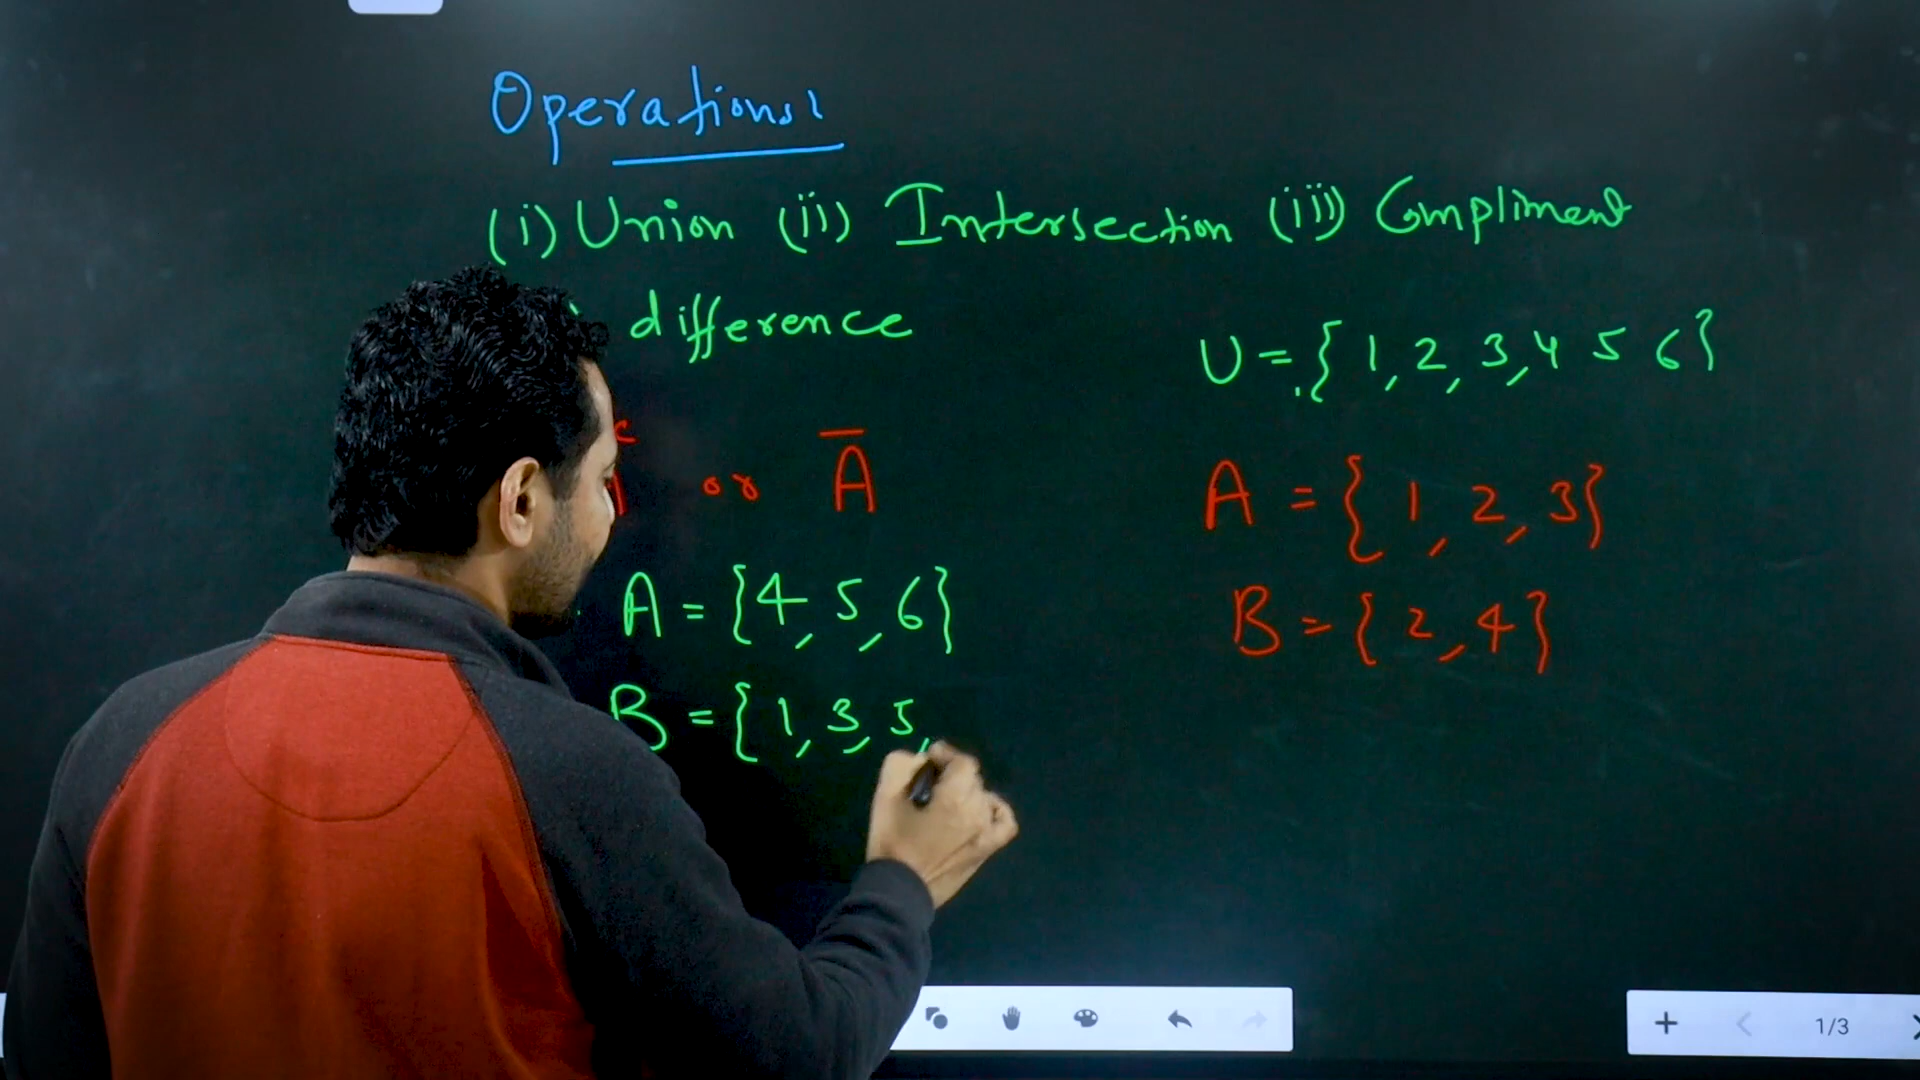 Operations:
(i) Union (ii) Intersection (iii) Compliment
difference
U = { 1, 2, 3, 4 5 6 }
c or A̅
A = { 1, 2, 3 }
A = { 4, 5, 6 }
B = { 2, 4 }
B = { 1, 3, 5,
1/3